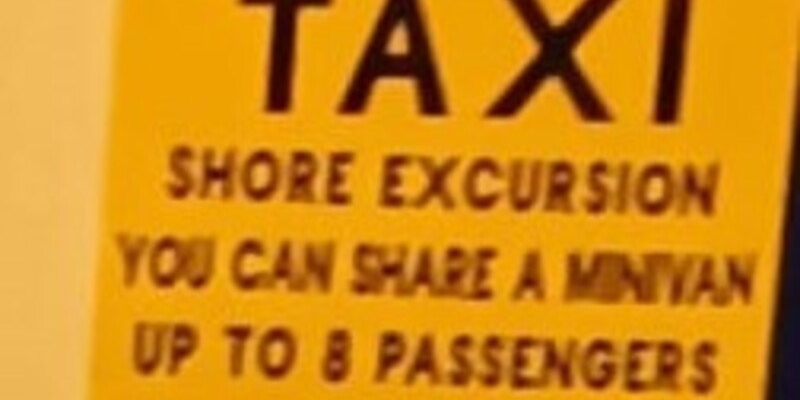 TAXI
SHORE EXCURSION
YOU CAN SHARE A MINIVAN
UP TO 8 PASSENGERS